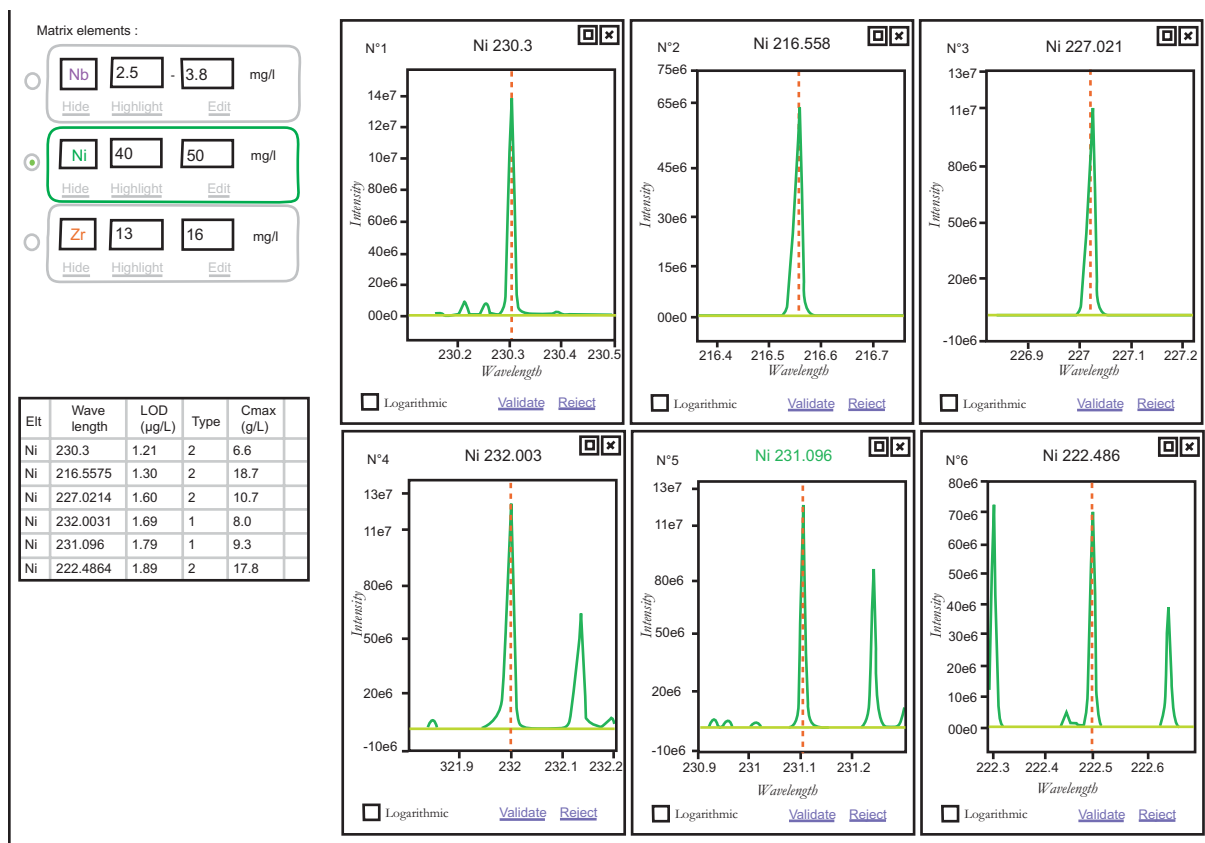 Matrix elements :
Nb 2.5 - 3.8 mg/l
Hide Highlight Edit
Ni 40 50 mg/l
Hide Highlight Edit
Zr 13 16 mg/l
Hide Highlight Edit
Elt Wave length LOD (µg/L) Type Cmax (g/L)
Ni 230.3 1.21 2 6.6
Ni 216.5575 1.30 2 18.7
Ni 227.0214 1.60 2 10.7
Ni 232.0031 1.69 1 8.0
Ni 231.096 1.79 1 9.3
Ni 222.4864 1.89 2 17.8
N°1 Ni 230.3
14e7
12e7
10e7
80e6
60e6
40e6
20e6
00e0
Intensity
230.2 230.3 230.4 230.5
Wavelength
Logarithmic Validate Reject
N°2 Ni 216.558
75e6
65e6
45e6
30e6
15e6
00e0
Intensity
216.4 216.5 216.6 216.7
Wavelength
Logarithmic Validate Reject
N°3 Ni 227.021
13e7
11e7
80e6
50e6
20e6
-10e6
Intensity
226.9 227 227.1 227.2
Wavelength
Logarithmic Validate Reject
N°4 Ni 232.003
13e7
11e7
80e6
50e6
20e6
-10e6
Intensity
321.9 232 232.1 232.2
Logarithmic Validate Reject
N°5 Ni 231.096
13e7
11e7
80e6
50e6
20e6
-10e6
Intensity
230.9 231 231.1 231.2
Wavelength
Logarithmic Validate Reject
N°6 Ni 222.486
80e6
70e6
60e6
50e6
40e6
30e6
20e6
10e6
00e0
Intensity
222.3 222.4 222.5 222.6
Wavelength
Logarithmic Validate Reject